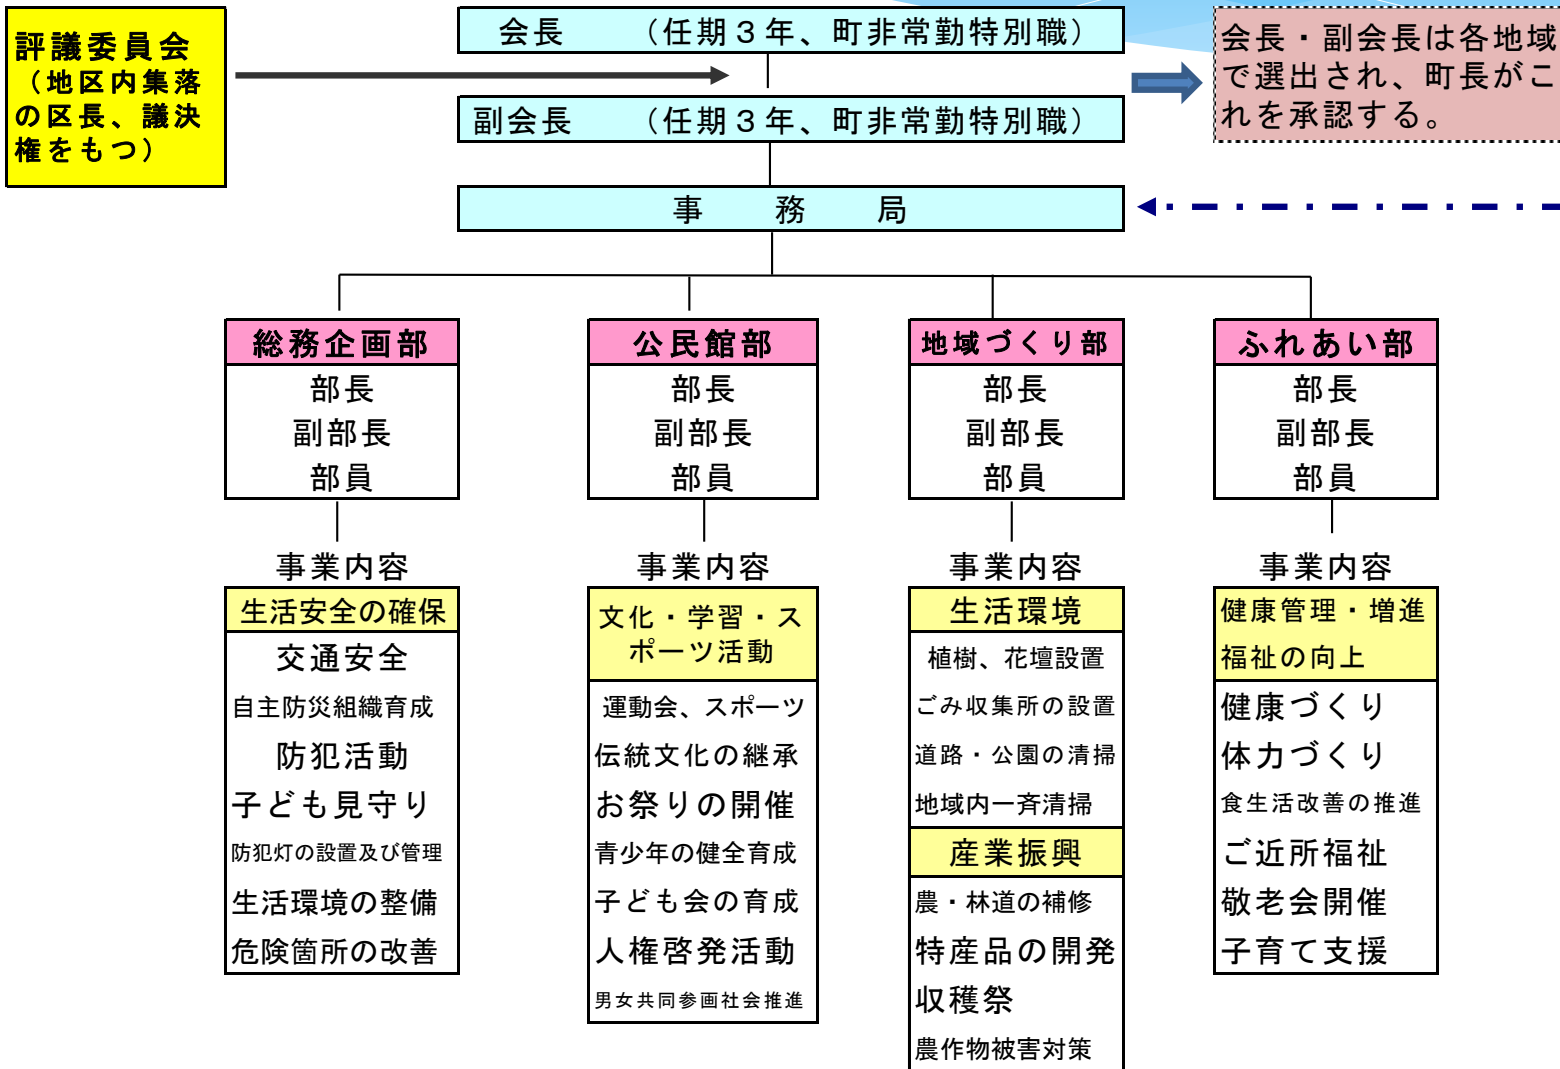 評議委員会
（地区内集落
の区長、議決
権をもつ）
会長　　（任期３年、町非常勤特別職）
副会長　　（任期３年、町非常勤特別職）
会長・副会長は各地域
で選出され、町長がこ
れを承認する。
事　務　局
総務企画部
部長
副部長
部員
事業内容
生活安全の確保
交通安全
自主防災組織育成
防犯活動
子ども見守り
防犯灯の設置及び管理
生活環境の整備
危険箇所の改善
公民館部
部長
副部長
部員
事業内容
文化・学習・ス
ポーツ活動
運動会、スポーツ
伝統文化の継承
お祭りの開催
青少年の健全育成
子ども会の育成
人権啓発活動
男女共同参画社会推進
地域づくり部
部長
副部長
部員
事業内容
生活環境
植樹、花壇設置
ごみ収集所の設置
道路・公園の清掃
地域内一斉清掃
産業振興
農・林道の補修
特産品の開発
収穫祭
農作物被害対策
ふれあい部
部長
副部長
部員
事業内容
健康管理・増進
福祉の向上
健康づくり
体力づくり
食生活改善の推進
ご近所福祉
敬老会開催
子育て支援